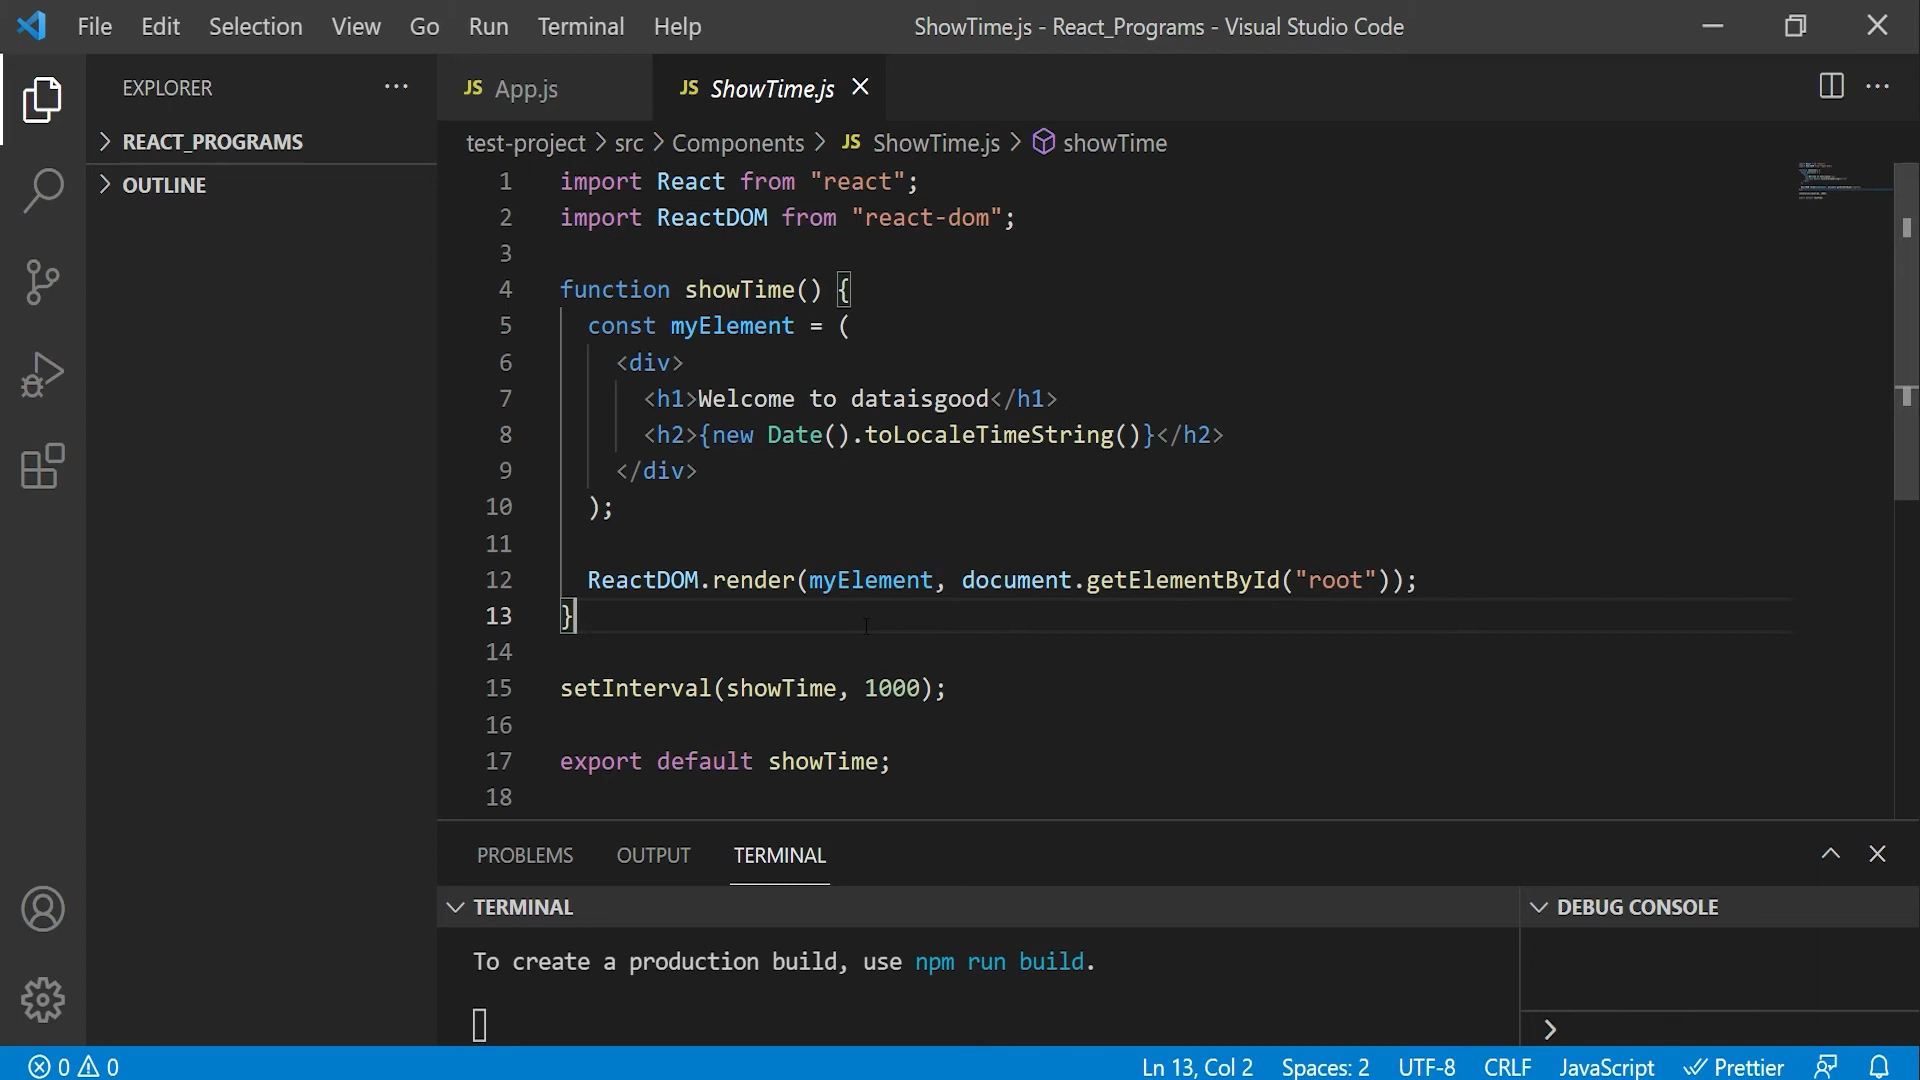 File Edit Selection View Go Run Terminal Help ShowTime.js - React_Programs - Visual Studio Code
EXPLORER
REACT_PROGRAMS
OUTLINE
JS App.js JS ShowTime.js
test-project > src > Components > JS ShowTime.js > showTime
1 import React from "react";
2 import ReactDOM from "react-dom";
3
4 function showTime() {
5 const myElement = (
6 <div>
7 <h1>Welcome to dataisgood</h1>
8 <h2>{new Date().toLocaleTimeString()}</h2>
9 </div>
10 );
11
12 ReactDOM.render(myElement, document.getElementById("root"));
13 }
14
15 setInterval(showTime, 1000);
16
17 export default showTime;
18
PROBLEMS OUTPUT TERMINAL
TERMINAL
To create a production build, use npm run build.
DEBUG CONSOLE
0 0 Ln 13, Col 2 Spaces: 2 UTF-8 CRLF JavaScript Prettier